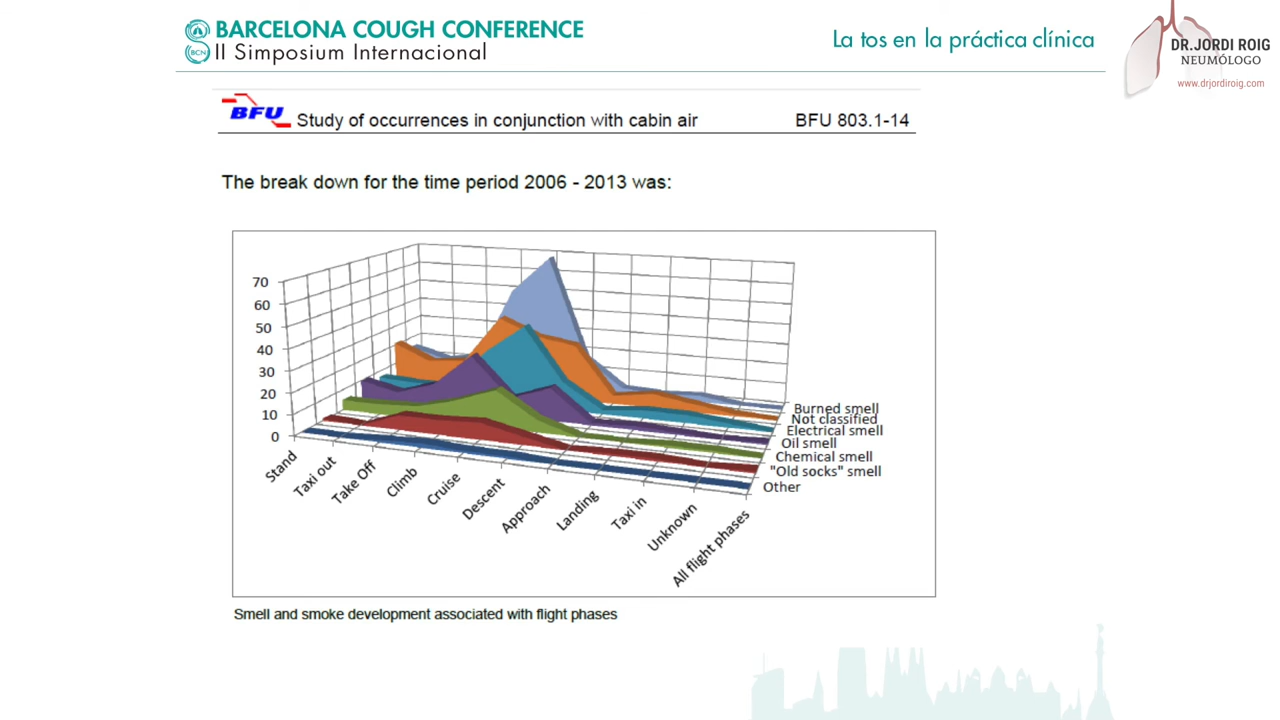 BARCELONA COUGH CONFERENCE
BCN
II Simposium Internacional
La tos en la práctica clínica
DR.JORDI ROIG
NEUMÓLOGO
www.drjordiroig.com
BFU
Study of occurrences in conjunction with cabin air
BFU 803.1-14
The break down for the time period 2006 - 2013 was:
70
60
50
40
30
20
10
0
Stand
Taxi out
Take Off
Climb
Cruise
Descent
Approach
Landing
Taxi in
Unknown
All flight phases
Burned smell
Not classified
Electrical smell
Oil smell
Chemical smell
"Old socks" smell
Other
Smell and smoke development associated with flight phases